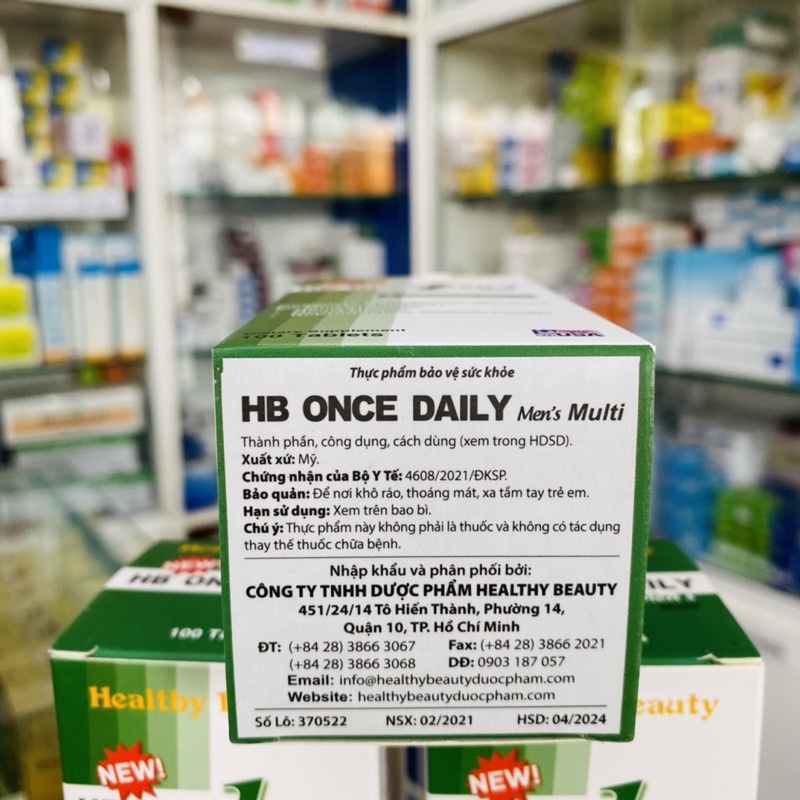 100 Tablets
USA
Thực phẩm bảo vệ sức khỏe
HB ONCE DAILY Men's Multi
Thành phần, công dụng, cách dùng (xem trong HDSD).
Xuất xứ: Mỹ.
Chứng nhận của Bộ Y Tế: 4608/2021/ĐKSP.
Bảo quản: Để nơi khô ráo, thoáng mát, xa tầm tay trẻ em.
Hạn sử dụng: Xem trên bao bì.
Chú ý: Thực phẩm này không phải là thuốc và không có tác dụng
thay thế thuốc chữa bệnh.
Nhập khẩu và phân phối bởi:
CÔNG TY TNHH DƯỢC PHẨM HEALTHY BEAUTY
451/24/14 Tô Hiến Thành, Phường 14,
Quận 10, TP. Hồ Chí Minh
ĐT: (+84 28) 3866 3067 Fax: (+84 28) 3866 2021
(+84 28) 3866 3068 DĐ: 0903 187 057
Email: info@healthybeautyduocpham.com
Website: healthybeautyduocpham.com
Số Lô: 370522 NSX: 02/2021 HSD: 04/2024
NEW!
HB ONCE
100
Healthy
NEW!
DAILY
eauty
NEW!